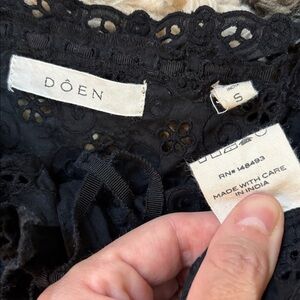 DÔEN
S
RN# 148493
MADE WITH CARE
IN INDIA